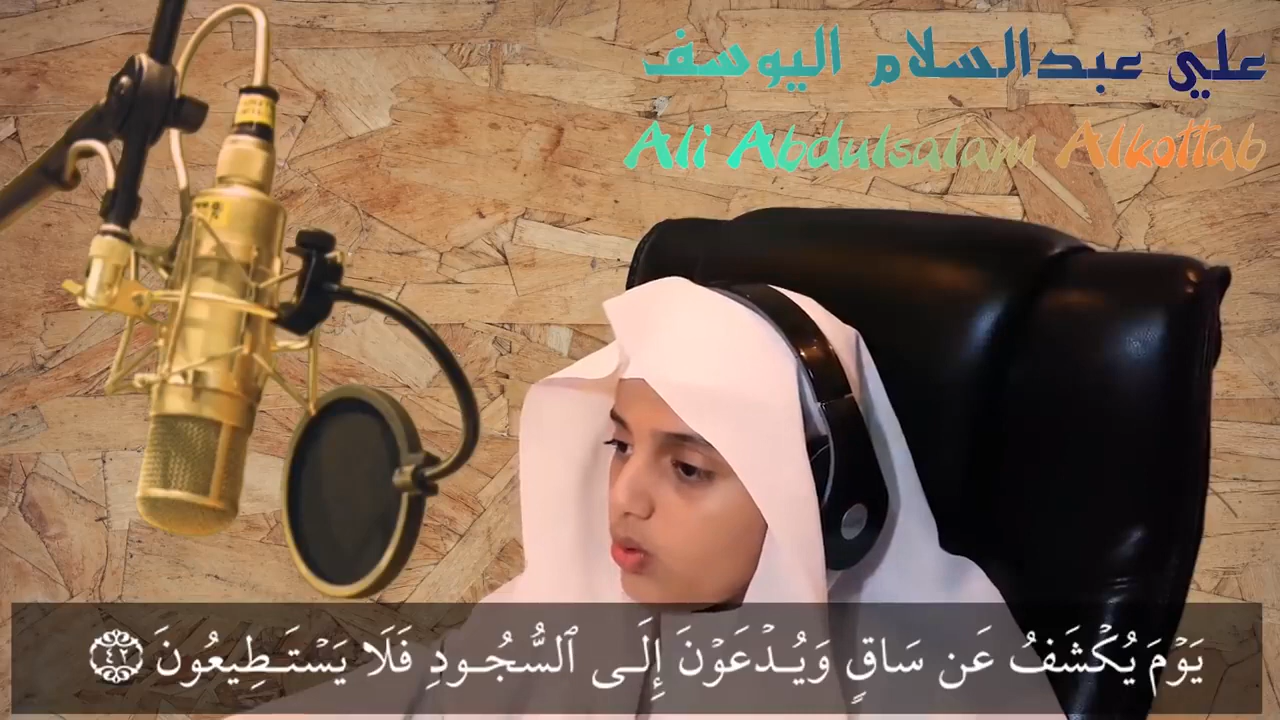 علي عبدالسلام اليوسف
Ali Abdulsalam Alkottab
يَوْمَ يُكْشَفُ عَن سَاقٍ وَيُدْعَوْنَ إِلَى ٱلسُّجُودِ فَلَا يَسْتَطِيعُونَ ٤٢